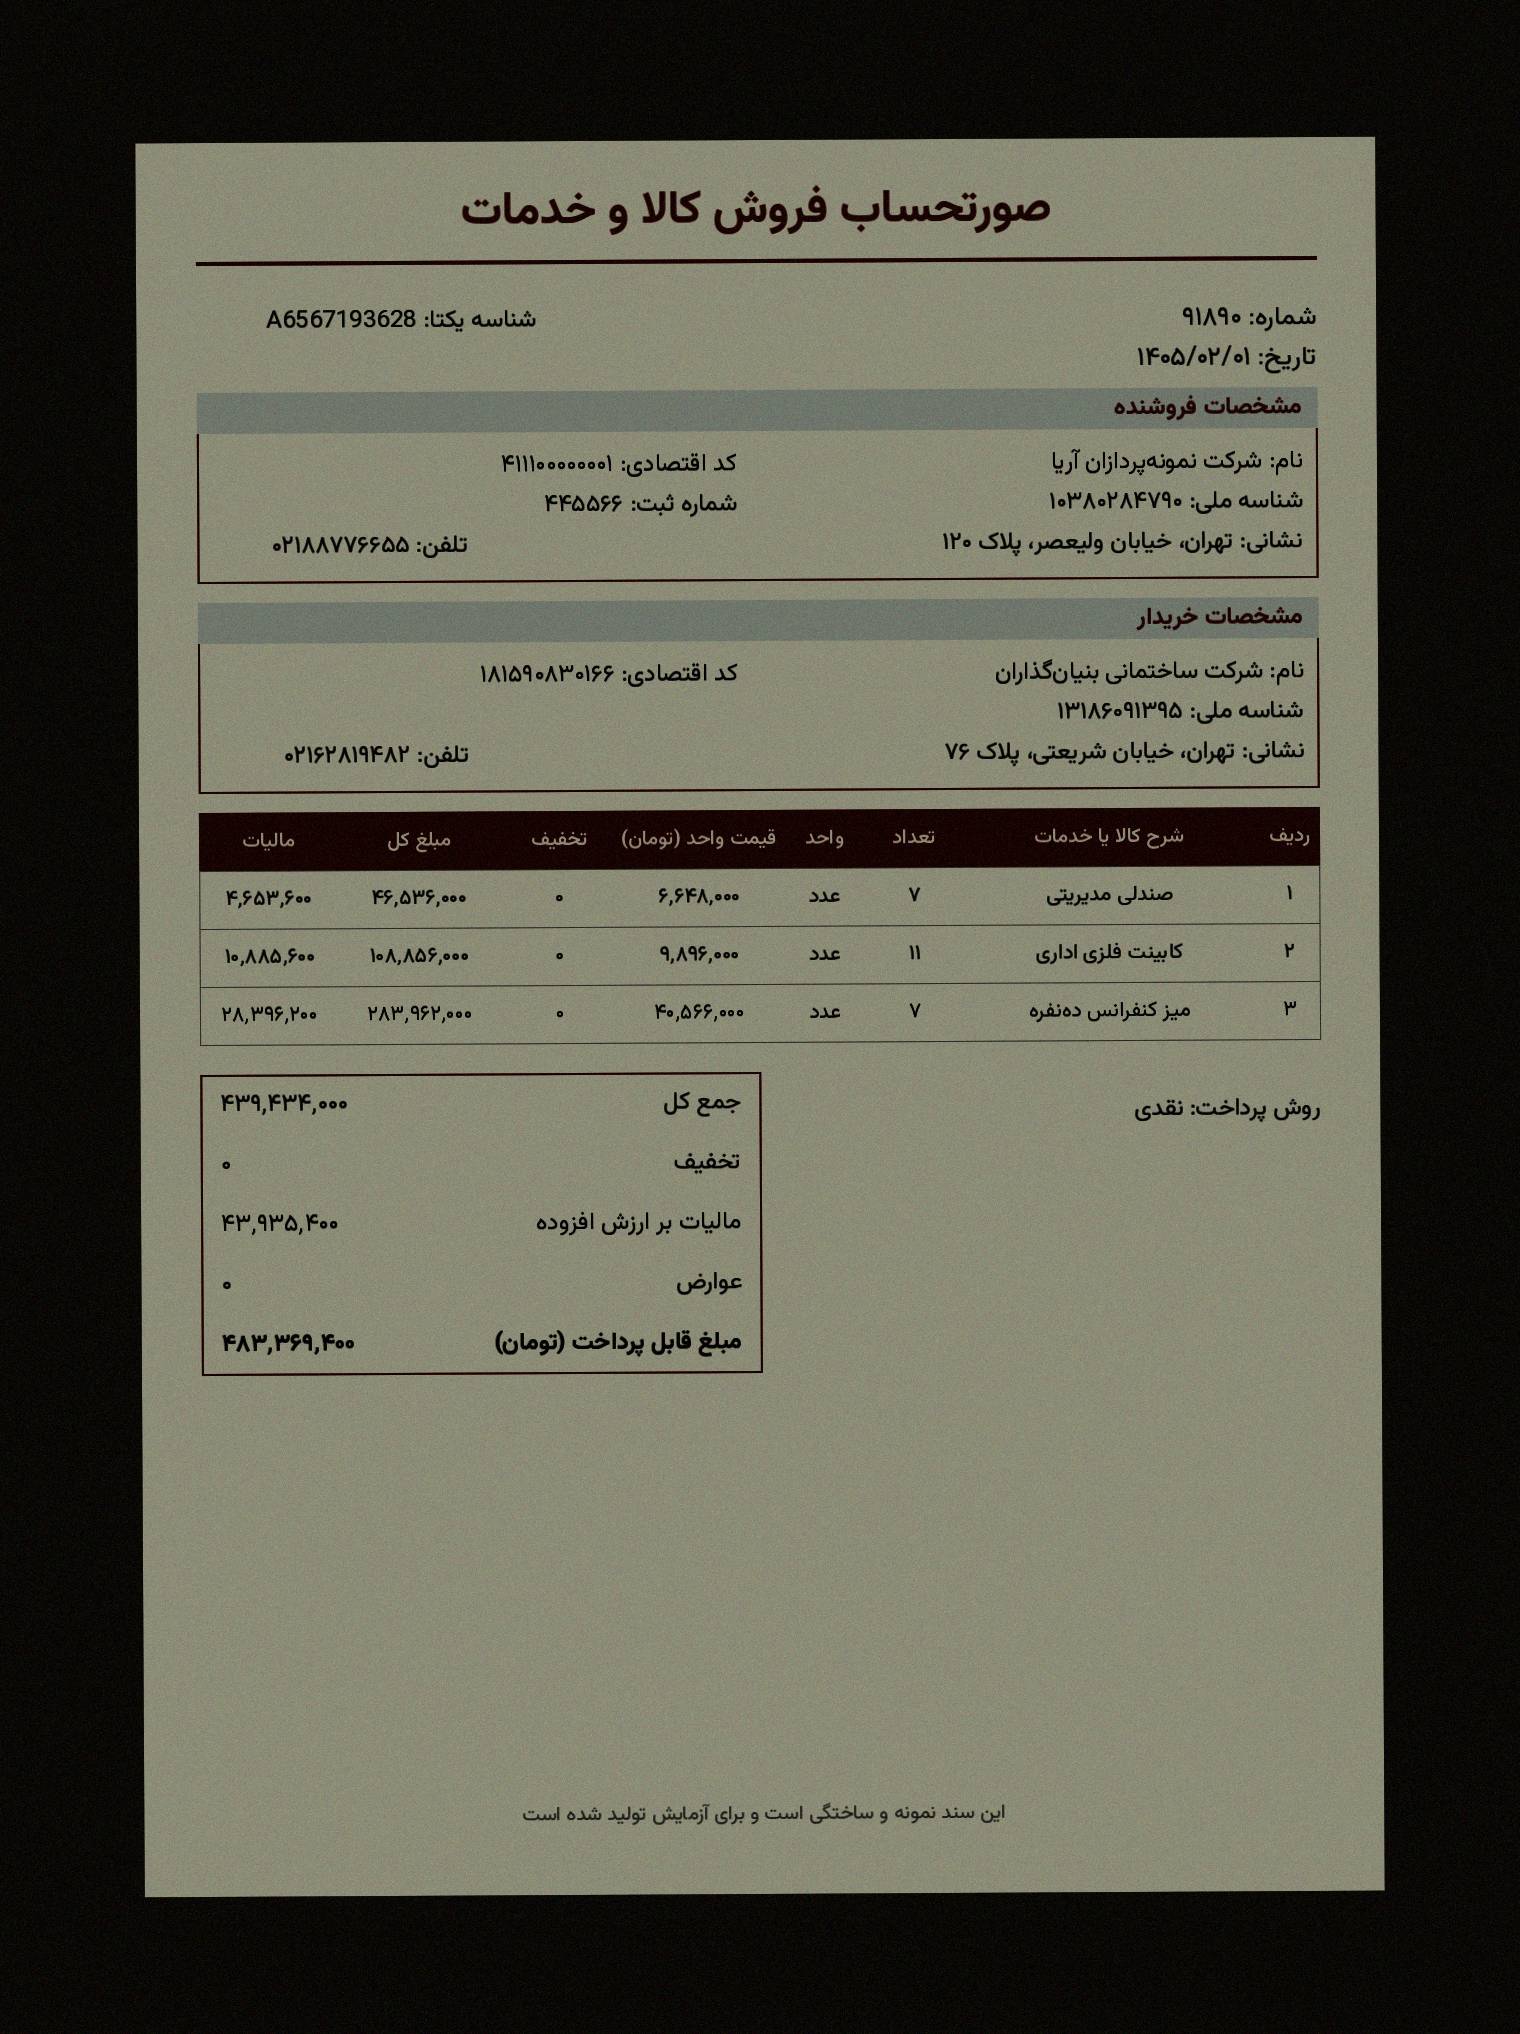 صورتحساب فروش کالا و خدمات
شماره: ۹۱۸۹۰ شناسه یکتا: A6567193628
تاریخ: ۱۴۰۵/۰۲/۰۱
مشخصات فروشنده
نام: شرکت نمونه‌پردازان آریا کد اقتصادی: ۴۱۱۱۰۰۰۰۰۰۰۱
شناسه ملی: ۱۰۳۸۰۲۸۴۷۹۰ شماره ثبت: ۴۴۵۵۶۶
نشانی: تهران، خیابان ولیعصر، پلاک ۱۲۰ تلفن: ۰۲۱۸۸۷۷۶۶۵۵
مشخصات خریدار
نام: شرکت ساختمانی بنیان‌گذاران کد اقتصادی: ۱۸۱۵۹۰۸۳۰۱۶۶
شناسه ملی: ۱۳۱۸۶۰۹۱۳۹۵
نشانی: تهران، خیابان شریعتی، پلاک ۷۶ تلفن: ۰۲۱۶۲۸۱۹۴۸۲
ردیف شرح کالا یا خدمات تعداد واحد قیمت واحد (تومان) تخفیف مبلغ کل مالیات
۱ صندلی مدیریتی ۷ عدد ۶,۶۴۸,۰۰۰ ۰ ۴۶,۵۳۶,۰۰۰ ۴,۶۵۳,۶۰۰
۲ کابینت فلزی اداری ۱۱ عدد ۹,۸۹۶,۰۰۰ ۰ ۱۰۸,۸۵۶,۰۰۰ ۱۰,۸۸۵,۶۰۰
۳ میز کنفرانس ده‌نفره ۷ عدد ۴۰,۵۶۶,۰۰۰ ۰ ۲۸۳,۹۶۲,۰۰۰ ۲۸,۳۹۶,۲۰۰
روش پرداخت: نقدی
جمع کل ۴۳۹,۴۳۴,۰۰۰
تخفیف ۰
مالیات بر ارزش افزوده ۴۳,۹۳۵,۴۰۰
عوارض ۰
مبلغ قابل پرداخت (تومان) ۴۸۳,۳۶۹,۴۰۰
این سند نمونه و ساختگی است و برای آزمایش تولید شده است